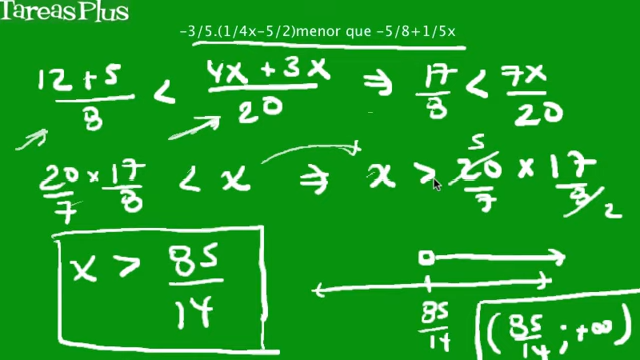 Tareas Plus
-3/5.(1/4x-5/2)menor que -5/8+1/5x
12+5/8 < 4x+3x/20 ⇒ 17/8 < 7x/20
20/7 × 17/8 < x ⇒ x > 5 20/7 × 17/8 2
x > 85/14
85/14
(85/14 ; +∞)